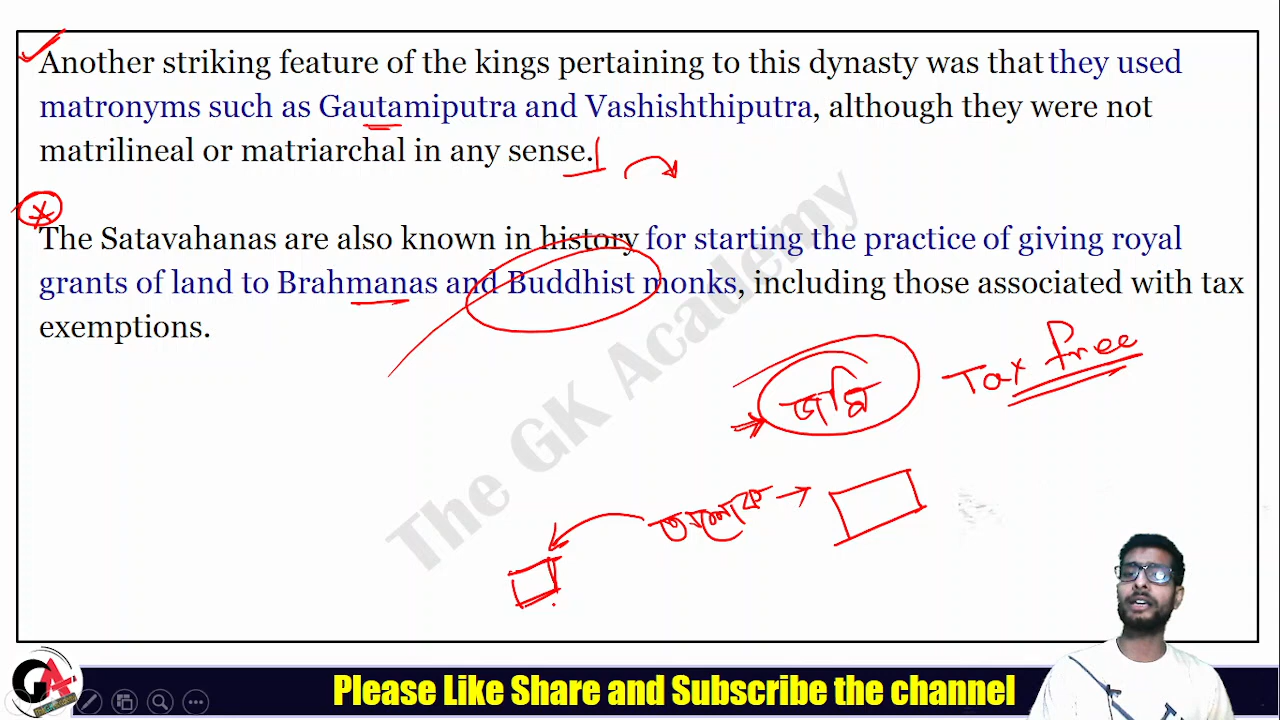 Another striking feature of the kings pertaining to this dynasty was that they used
matronyms such as Gautamiputra and Vashishthiputra, although they were not
matrilineal or matriarchal in any sense.
The Satavahanas are also known in history for starting the practice of giving royal
grants of land to Brahmanas and Buddhist monks, including those associated with tax
exemptions.
The GK Academy
জমি Tax free
GA
Please Like Share and Subscribe the channel